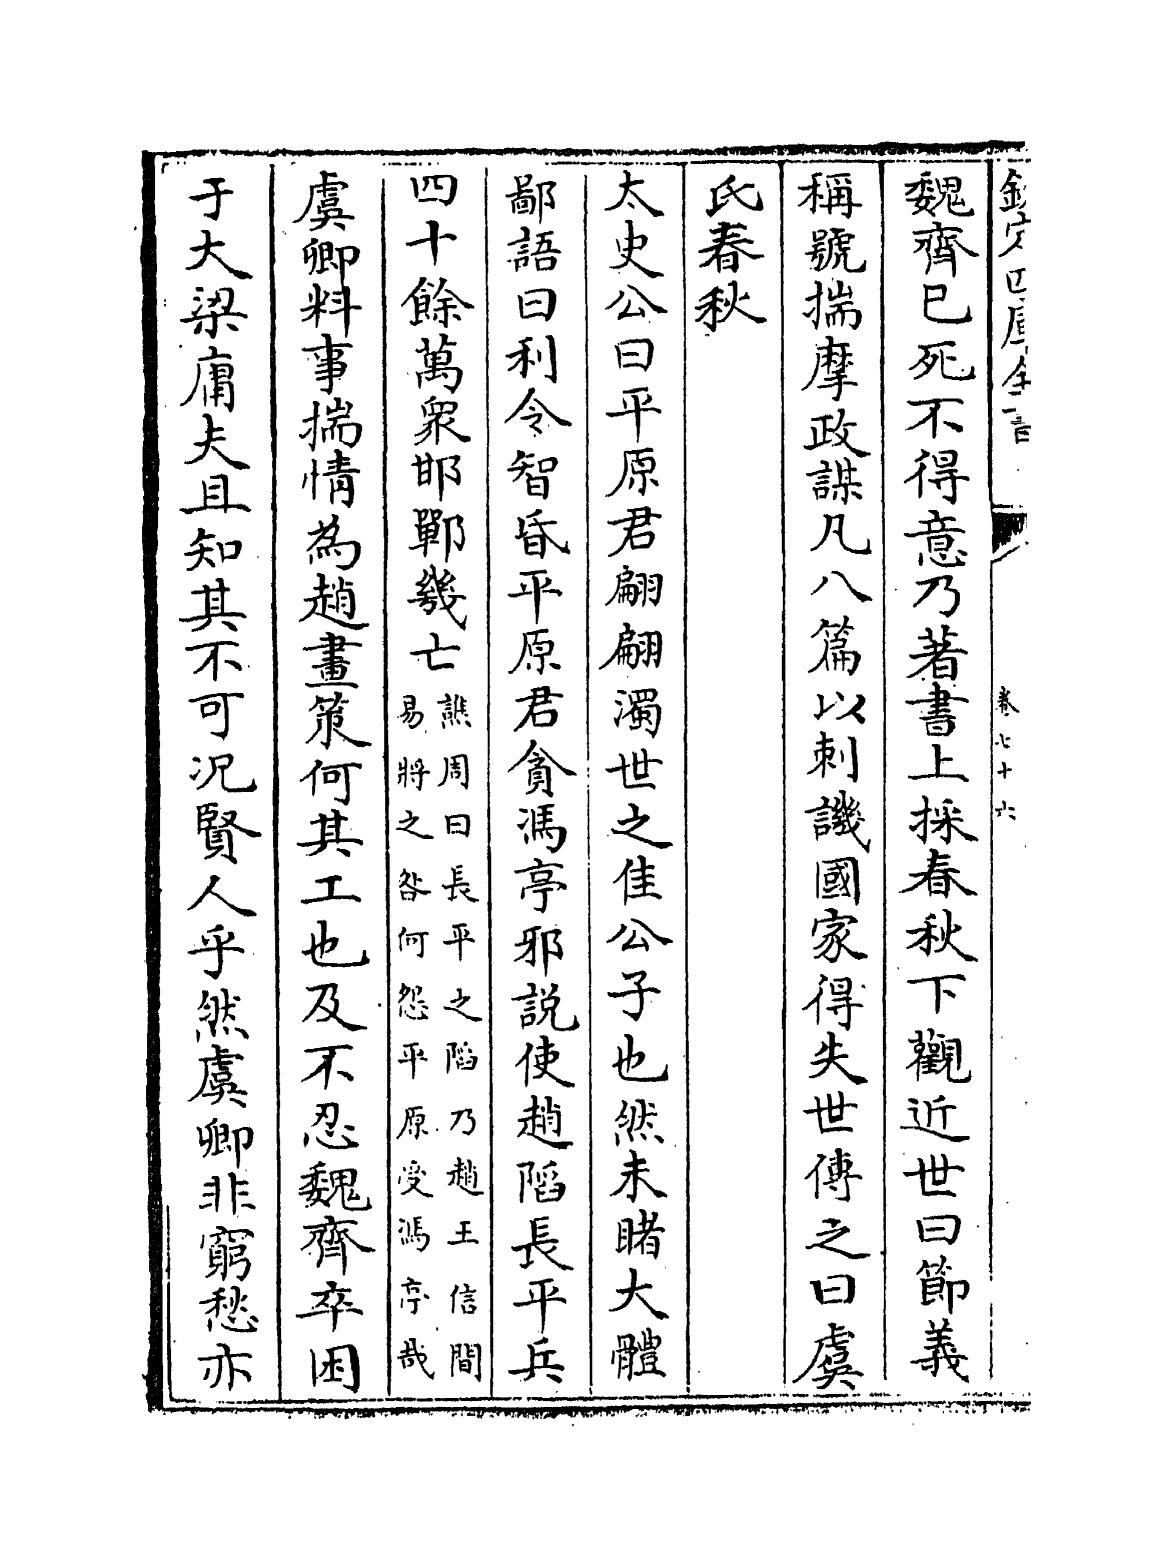 欽定四庫全書
卷七十六
魏齊已死不得意乃著書上採春秋下觀近世曰節義
稱號揣摩政謀凡八篇以刺譏國家得失世傳之曰虞
氏春秋
太史公曰平原君翩翩濁世之佳公子也然未睹大體
鄙語曰利令智昏平原君貪馮亭邪說使趙陷長平兵
四十餘萬衆邯鄲幾亡
譙周曰長平之陷乃趙王信間
易將之咎何怨平原受馮亭哉
虞卿料事揣情為趙畫策何其工也及不忍魏齊卒困
于大梁庸夫且知其不可況賢人乎然虞卿非窮愁亦